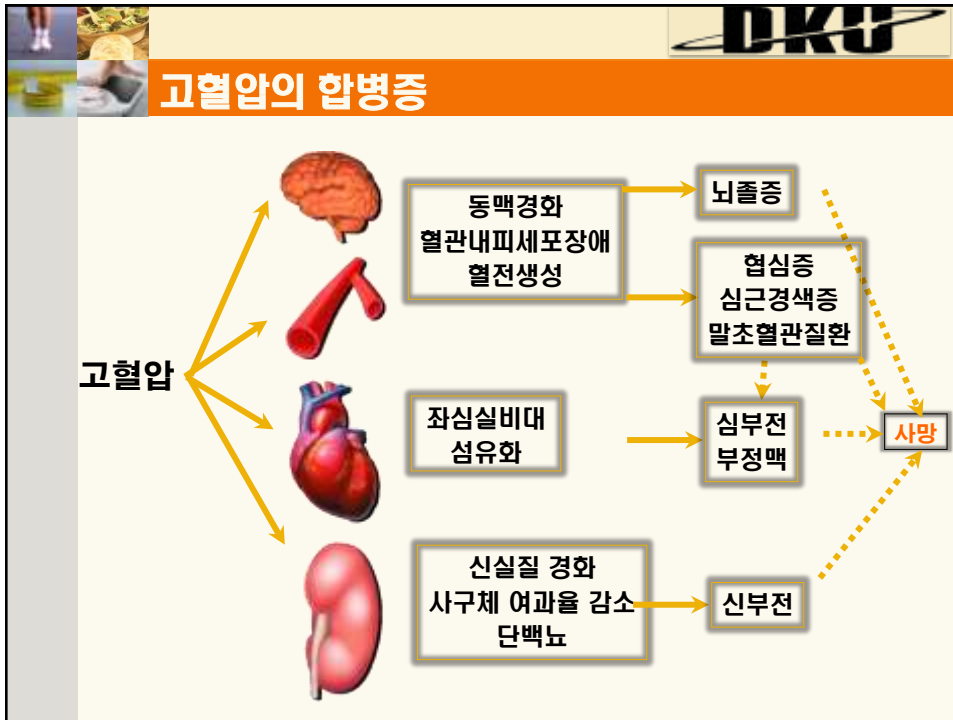 DKU
고혈압의 합병증
고혈압
동맥경화
혈관내피세포장애
혈전생성
뇌졸증
협심증
심근경색증
말초혈관질환
좌심실비대
섬유화
심부전
부정맥
사망
신실질 경화
사구체 여과율 감소
단백뇨
신부전